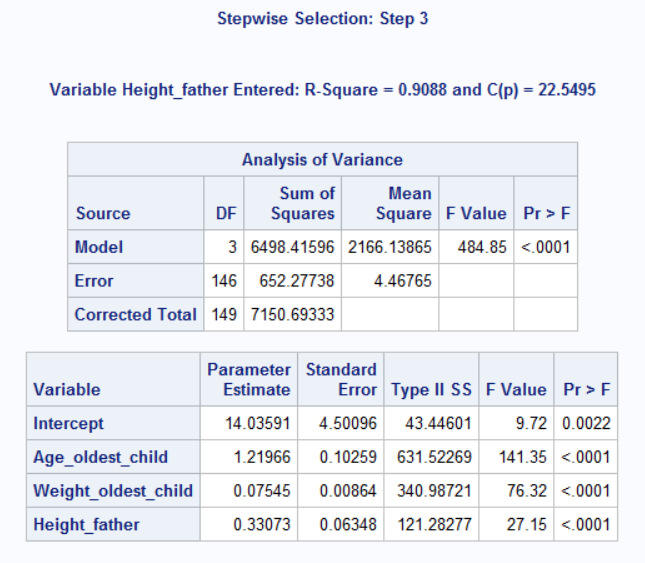 Stepwise Selection: Step 3
Variable Height_father Entered: R-Square = 0.9088 and C(p) = 22.5495
Analysis of Variance
Source DF Sum of Squares Mean Square F Value Pr > F
Model 3 6498.41596 2166.13865 484.85 <.0001
Error 146 652.27738 4.46765
Corrected Total 149 7150.69333
Variable Parameter Estimate Standard Error Type II SS F Value Pr > F
Intercept 14.03591 4.50096 43.44601 9.72 0.0022
Age_oldest_child 1.21966 0.10259 631.52269 141.35 <.0001
Weight_oldest_child 0.07545 0.00864 340.98721 76.32 <.0001
Height_father 0.33073 0.06348 121.28277 27.15 <.0001